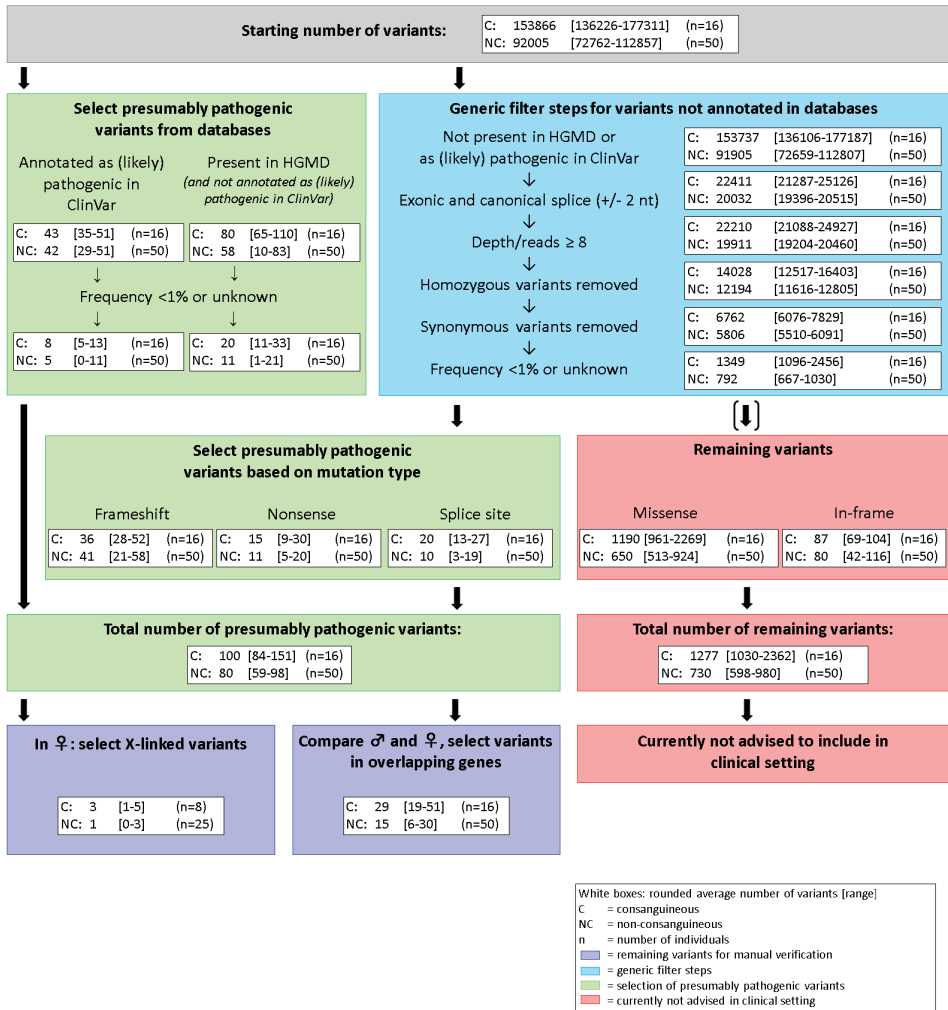 Starting number of variants:
C: 153866 [136226-177311] (n=16)
NC: 92005 [72762-112857] (n=50)
Select presumably pathogenic
variants from databases
Annotated as (likely)
pathogenic in
ClinVar
Present in HGMD
(and not annotated as (likely)
pathogenic in ClinVar)
C: 43 [35-51] (n=16)
NC: 42 [29-51] (n=50)
C: 80 [65-110] (n=16)
NC: 58 [10-83] (n=50)
↓ ↓
Frequency <1% or unknown
↓ ↓
C: 8 [5-13] (n=16)
NC: 5 [0-11] (n=50)
C: 20 [11-33] (n=16)
NC: 11 [1-21] (n=50)
Generic filter steps for variants not annotated in databases
Not present in HGMD or
as (likely) pathogenic in ClinVar
C: 153737 [136106-177187] (n=16)
NC: 91905 [72659-112807] (n=50)
↓
Exonic and canonical splice (+/- 2 nt)
C: 22411 [21287-25126] (n=16)
NC: 20032 [19396-20515] (n=50)
↓
Depth/reads ≥ 8
C: 22210 [21088-24927] (n=16)
NC: 19911 [19204-20460] (n=50)
↓
Homozygous variants removed
C: 14028 [12517-16403] (n=16)
NC: 12194 [11616-12805] (n=50)
↓
Synonymous variants removed
C: 6762 [6076-7829] (n=16)
NC: 5806 [5510-6091] (n=50)
↓
Frequency <1% or unknown
C: 1349 [1096-2456] (n=16)
NC: 792 [667-1030] (n=50)
Select presumably pathogenic
variants based on mutation type
Frameshift
C: 36 [28-52] (n=16)
NC: 41 [21-58] (n=50)
Nonsense
C: 15 [9-30] (n=16)
NC: 11 [5-20] (n=50)
Splice site
C: 20 [13-27] (n=16)
NC: 10 [3-19] (n=50)
Remaining variants
Missense
C: 1190 [961-2269] (n=16)
NC: 650 [513-924] (n=50)
In-frame
C: 87 [69-104] (n=16)
NC: 80 [42-116] (n=50)
Total number of presumably pathogenic variants:
C: 100 [84-151] (n=16)
NC: 80 [59-98] (n=50)
Total number of remaining variants:
C: 1277 [1030-2362] (n=16)
NC: 730 [598-980] (n=50)
In ♀: select X-linked variants
C: 3 [1-5] (n=8)
NC: 1 [0-3] (n=25)
Compare ♂ and ♀, select variants
in overlapping genes
C: 29 [19-51] (n=16)
NC: 15 [6-30] (n=50)
Currently not advised to include in
clinical setting
White boxes: rounded average number of variants [range]
C = consanguineous
NC = non-consanguineous
n = number of individuals
= remaining variants for manual verification
= generic filter steps
= selection of presumably pathogenic variants
= currently not advised in clinical setting